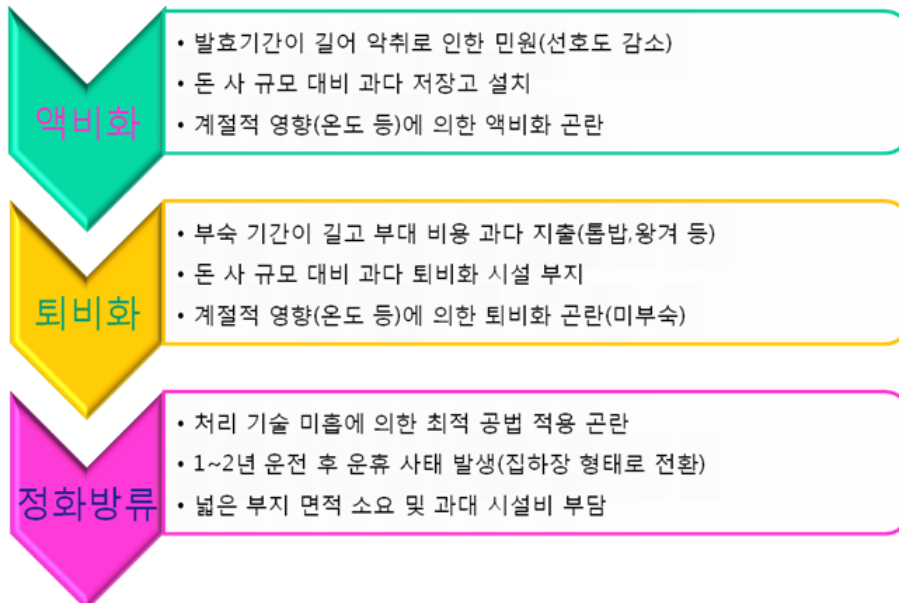 액비화
• 발효기간이 길어 악취로 인한 민원(선호도 감소)
• 돈 사 규모 대비 과다 저장고 설치
• 계절적 영향(온도 등)에 의한 액비화 곤란
퇴비화
• 부숙 기간이 길고 부대 비용 과다 지출(톱밥,왕겨 등)
• 돈 사 규모 대비 과다 퇴비화 시설 부지
• 계절적 영향(온도 등)에 의한 퇴비화 곤란(미부숙)
정화방류
• 처리 기술 미흡에 의한 최적 공법 적용 곤란
• 1~2년 운전 후 운휴 사태 발생(집하장 형태로 전환)
• 넓은 부지 면적 소요 및 과대 시설비 부담